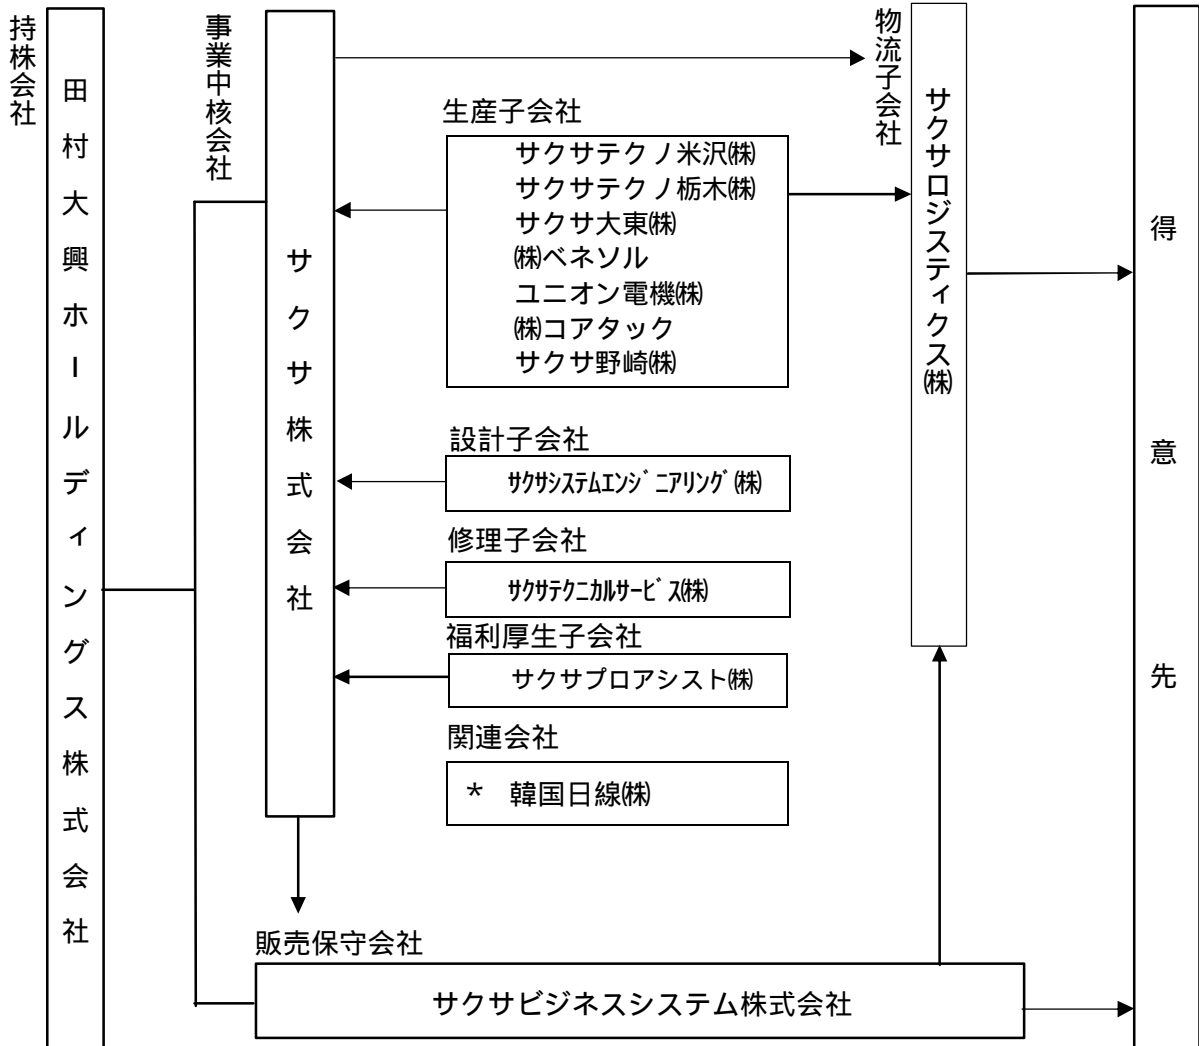 持株会社
田村大興ホールディングス株式会社
事業中核会社
サクサ株式会社
生産子会社
サクサテクノ米沢㈱
サクサテクノ栃木㈱
サクサ大東㈱
㈱ベネソル
ユニオン電機㈱
㈱コアタック
サクサ野崎㈱
設計子会社
ｻｸｻｼｽﾃﾑｴﾝｼﾞﾆｱﾘﾝｸﾞ㈱
修理子会社
ｻｸｻﾃｸﾆｶﾙｻｰﾋﾞｽ㈱
福利厚生子会社
サクサプロアシスト㈱
関連会社
* 韓国日線㈱
物流子会社
サクサロジスティクス㈱
得意先
販売保守会社
サクサビジネスシステム株式会社